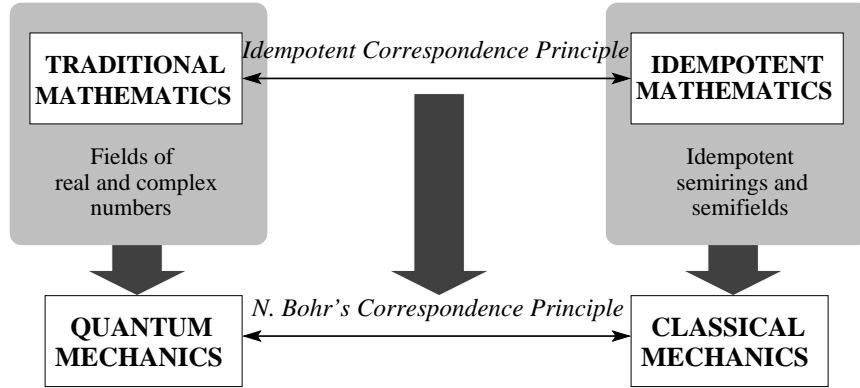 Idempotent Correspondence Principle
TRADITIONAL
MATHEMATICS
IDEMPOTENT
MATHEMATICS
Fields of
real and complex
numbers
Idempotent
semirings and
semifields
N. Bohr's Correspondence Principle
QUANTUM
MECHANICS
CLASSICAL
MECHANICS